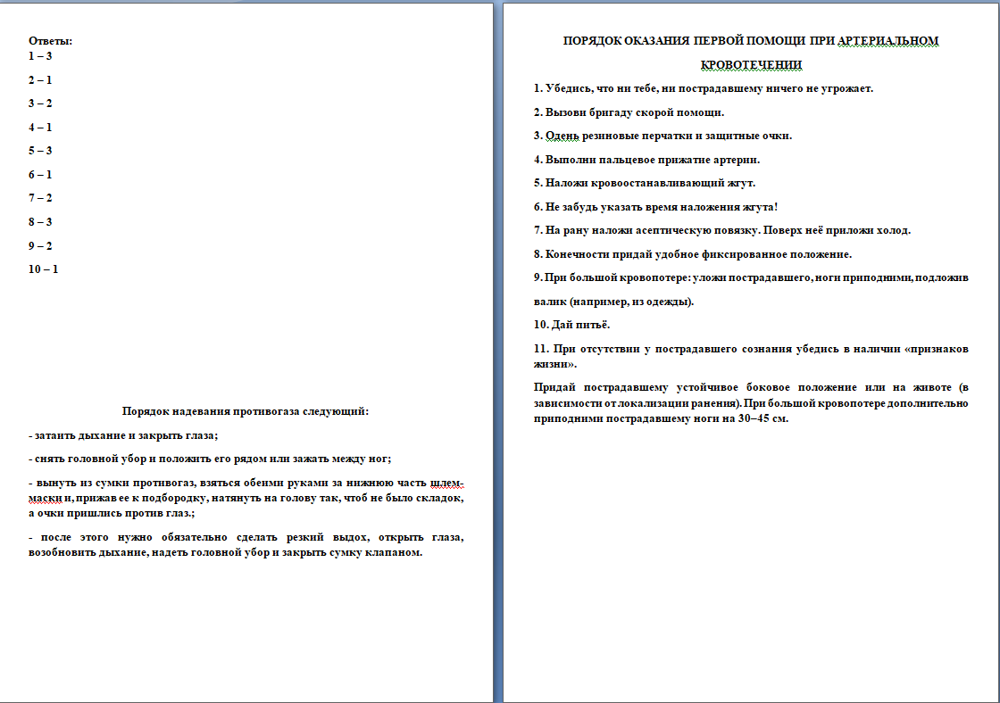 Ответы:
1 – 3
2 – 1
3 – 2
4 – 1
5 – 3
6 – 1
7 – 2
8 – 3
9 – 2
10 – 1
Порядок надевания противогаза следующий:
- затаить дыхание и закрыть глаза;
- снять головной убор и положить его рядом или зажать между ног;
- вынуть из сумки противогаз, взяться обеими руками за нижнюю часть шлем-
маски и, прижав ее к подбородку, натянуть на голову так, чтоб не было складок,
а очки пришлись против глаз.;
- после этого нужно обязательно сделать резкий выдох, открыть глаза,
возобновить дыхание, надеть головной убор и закрыть сумку клапаном.
ПОРЯДОК ОКАЗАНИЯ ПЕРВОЙ ПОМОЩИ ПРИ АРТЕРИАЛЬНОМ
КРОВОТЕЧЕНИИ
1. Убедись, что ни тебе, ни пострадавшему ничего не угрожает.
2. Вызови бригаду скорой помощи.
3. Одень резиновые перчатки и защитные очки.
4. Выполни пальцевое прижатие артерии.
5. Наложи кровоостанавливающий жгут.
6. Не забудь указать время наложения жгута!
7. На рану наложи асептическую повязку. Поверх неё приложи холод.
8. Конечности придай удобное фиксированное положение.
9. При большой кровопотере: уложи пострадавшего, ноги приподними, подложив
валик (например, из одежды).
10. Дай питьё.
11. При отсутствии у пострадавшего сознания убедись в наличии «признаков
жизни».
Придай пострадавшему устойчивое боковое положение или на животе (в
зависимости от локализации ранения). При большой кровопотере дополнительно
приподними пострадавшему ноги на 30–45 см.